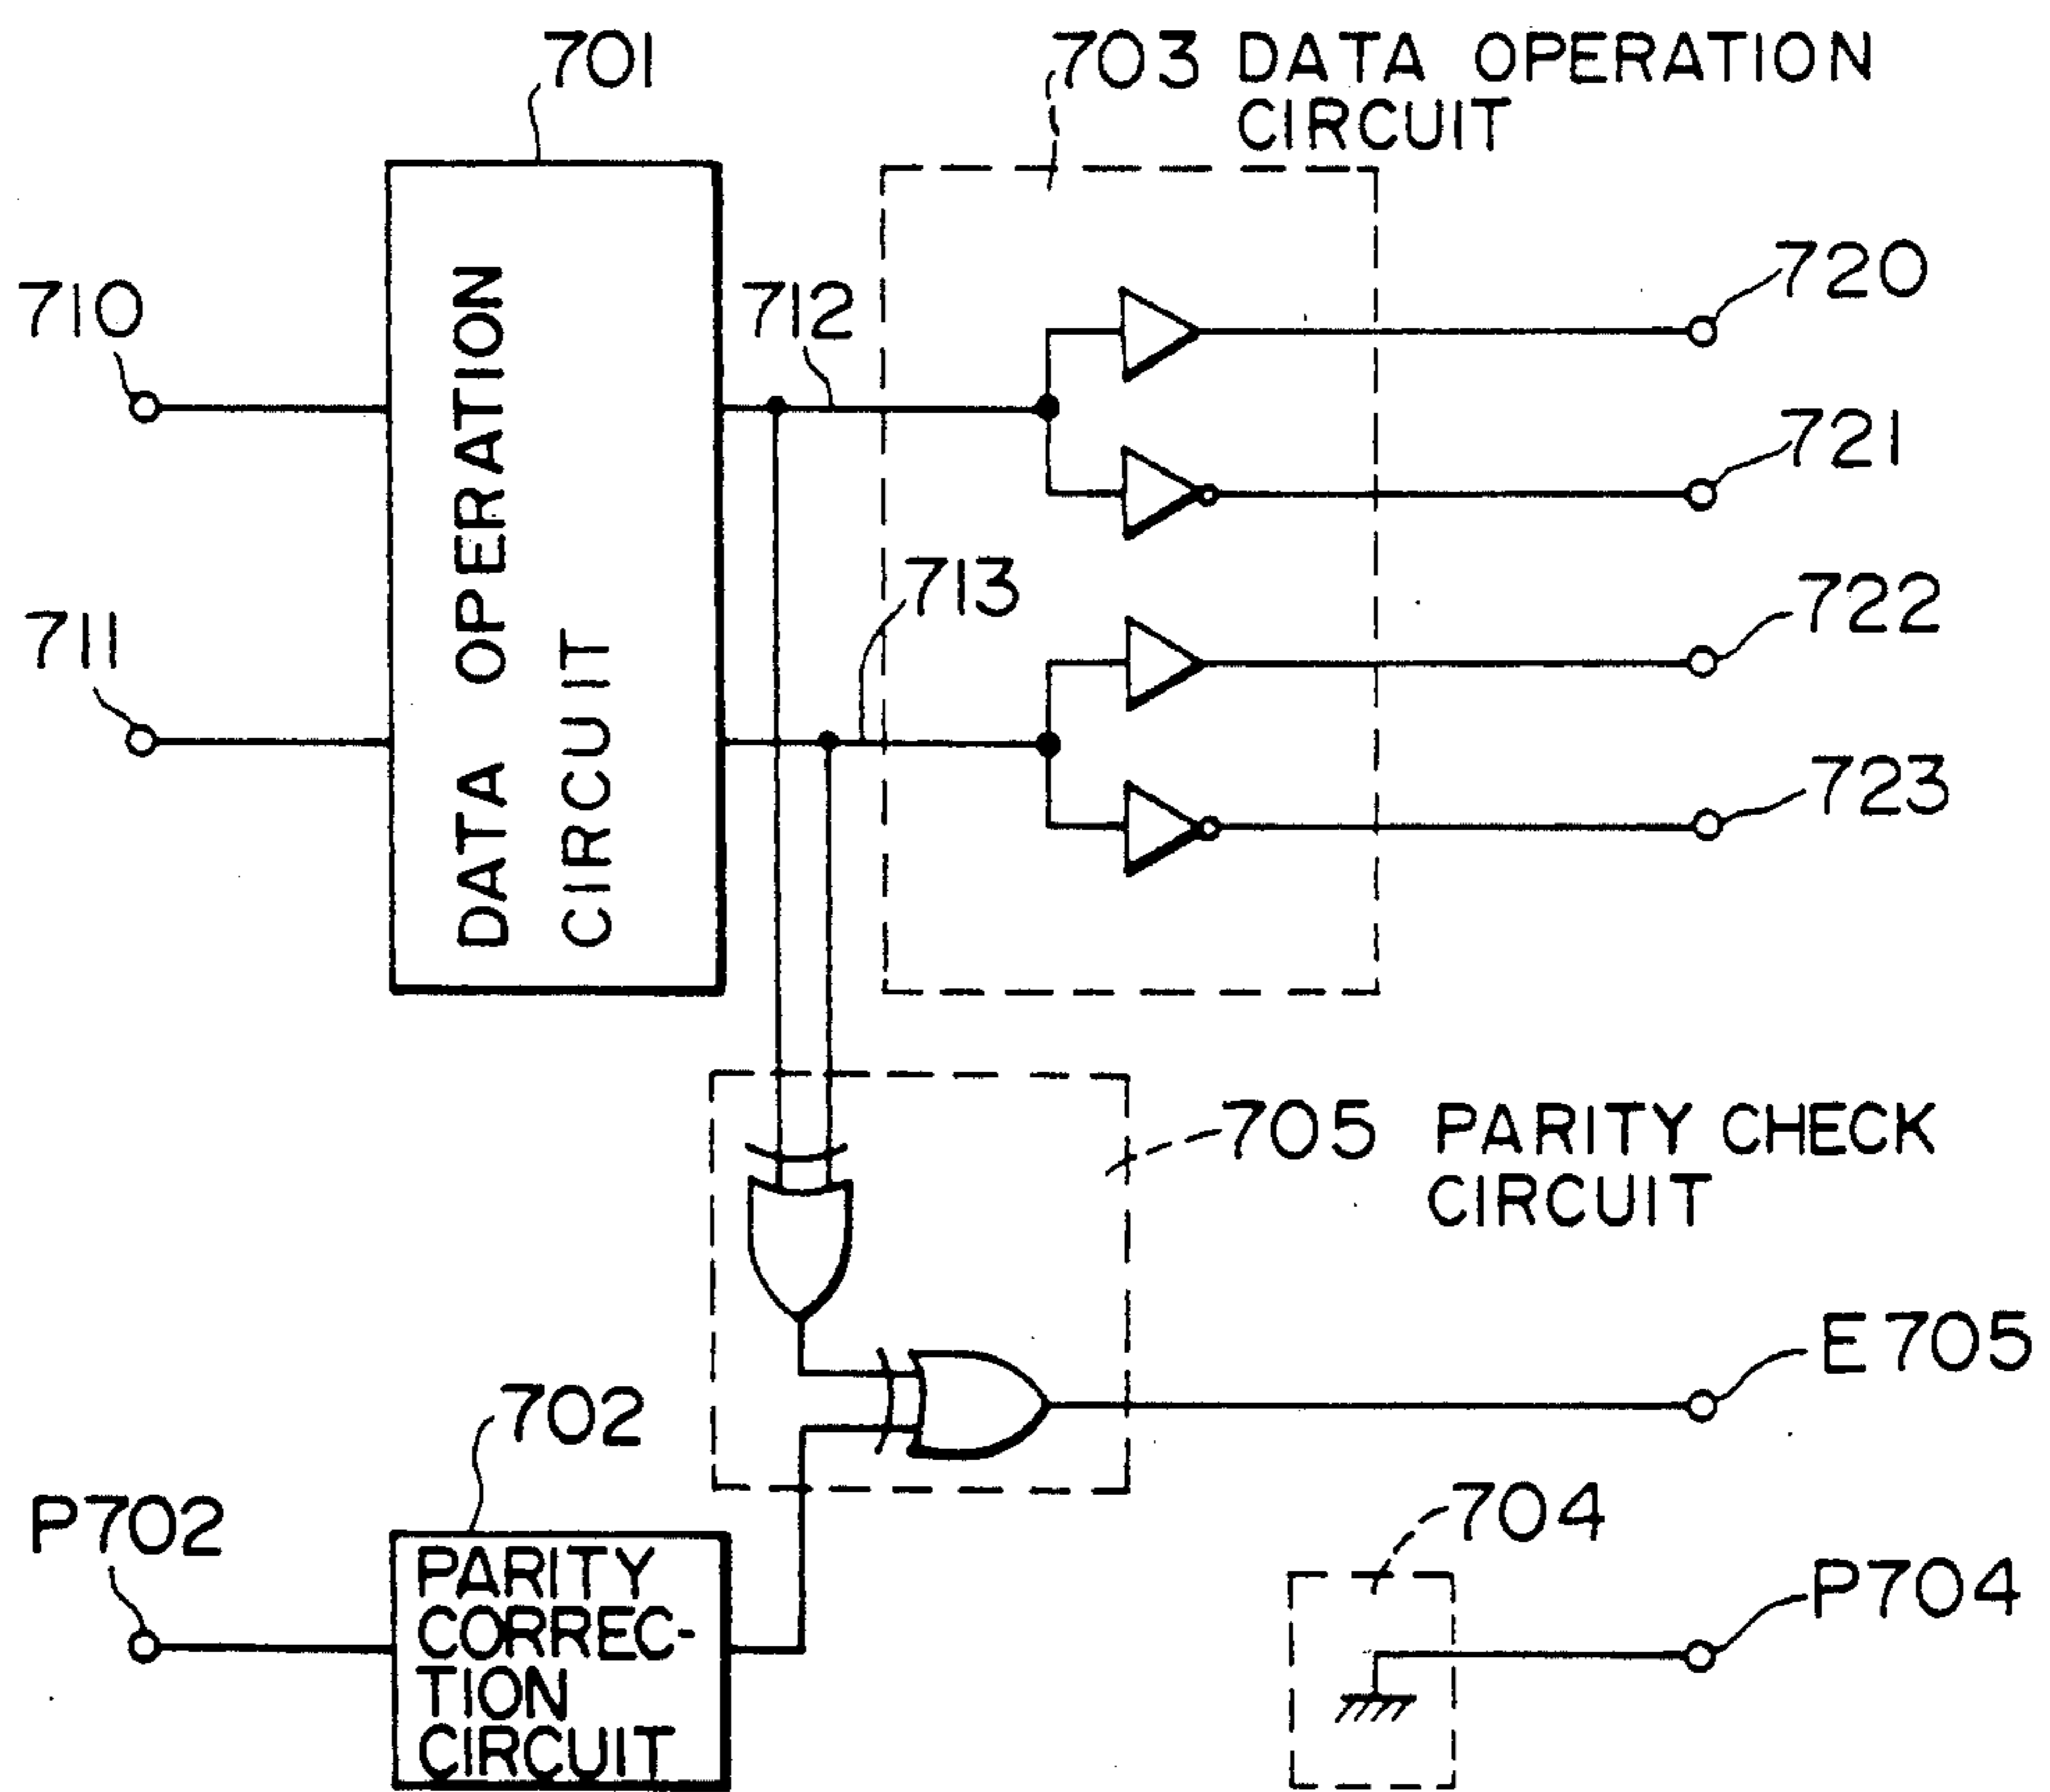 701
703 DATA OPERATION
CIRCUIT
710
711
DATA OPERATION
CIRCUIT
712
713
720
721
722
723
705 PARITY CHECK
CIRCUIT
E705
702
P702
PARITY
CORREC-
TION
CIRCUIT
704
P704